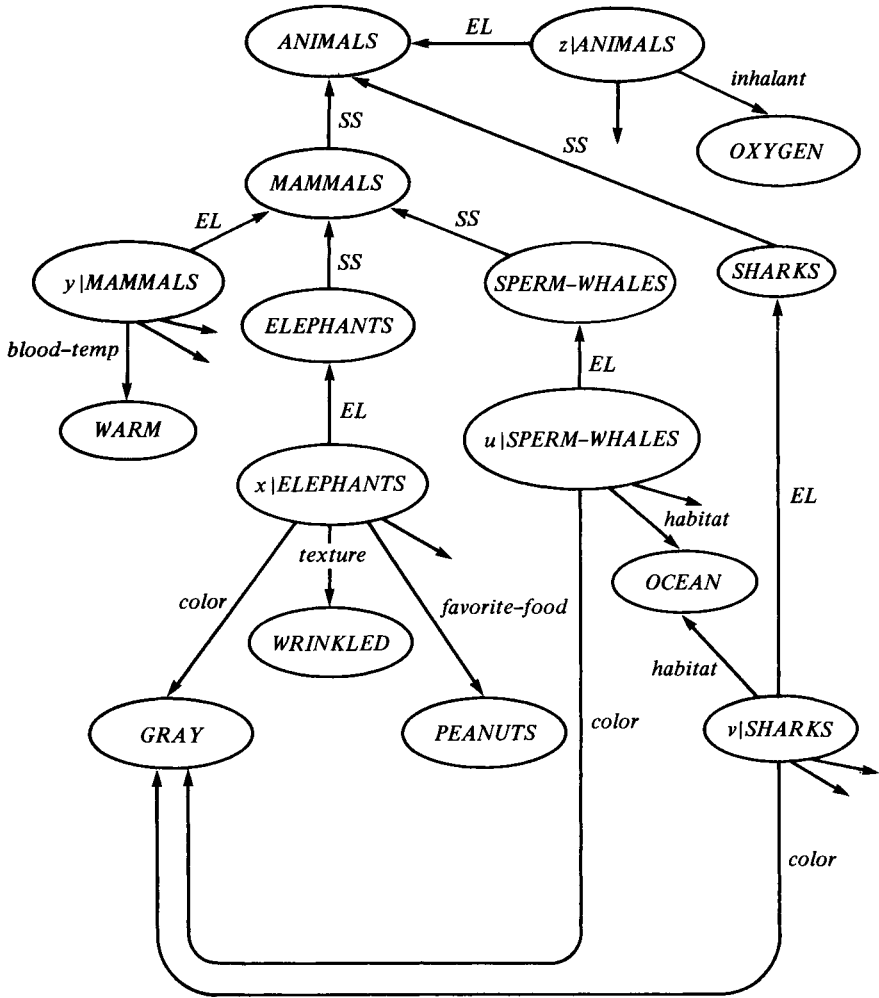 ANIMALS
EL
z|ANIMALS
inhalant
OXYGEN
SS
SS
MAMMALS
EL
SS
SS
y|MAMMALS
SPERM–WHALES
SHARKS
ELEPHANTS
blood–temp
EL
WARM
EL
u|SPERM–WHALES
x|ELEPHANTS
EL
habitat
texture
OCEAN
color
favorite–food
WRINKLED
habitat
GRAY
PEANUTS
color
v|SHARKS
color